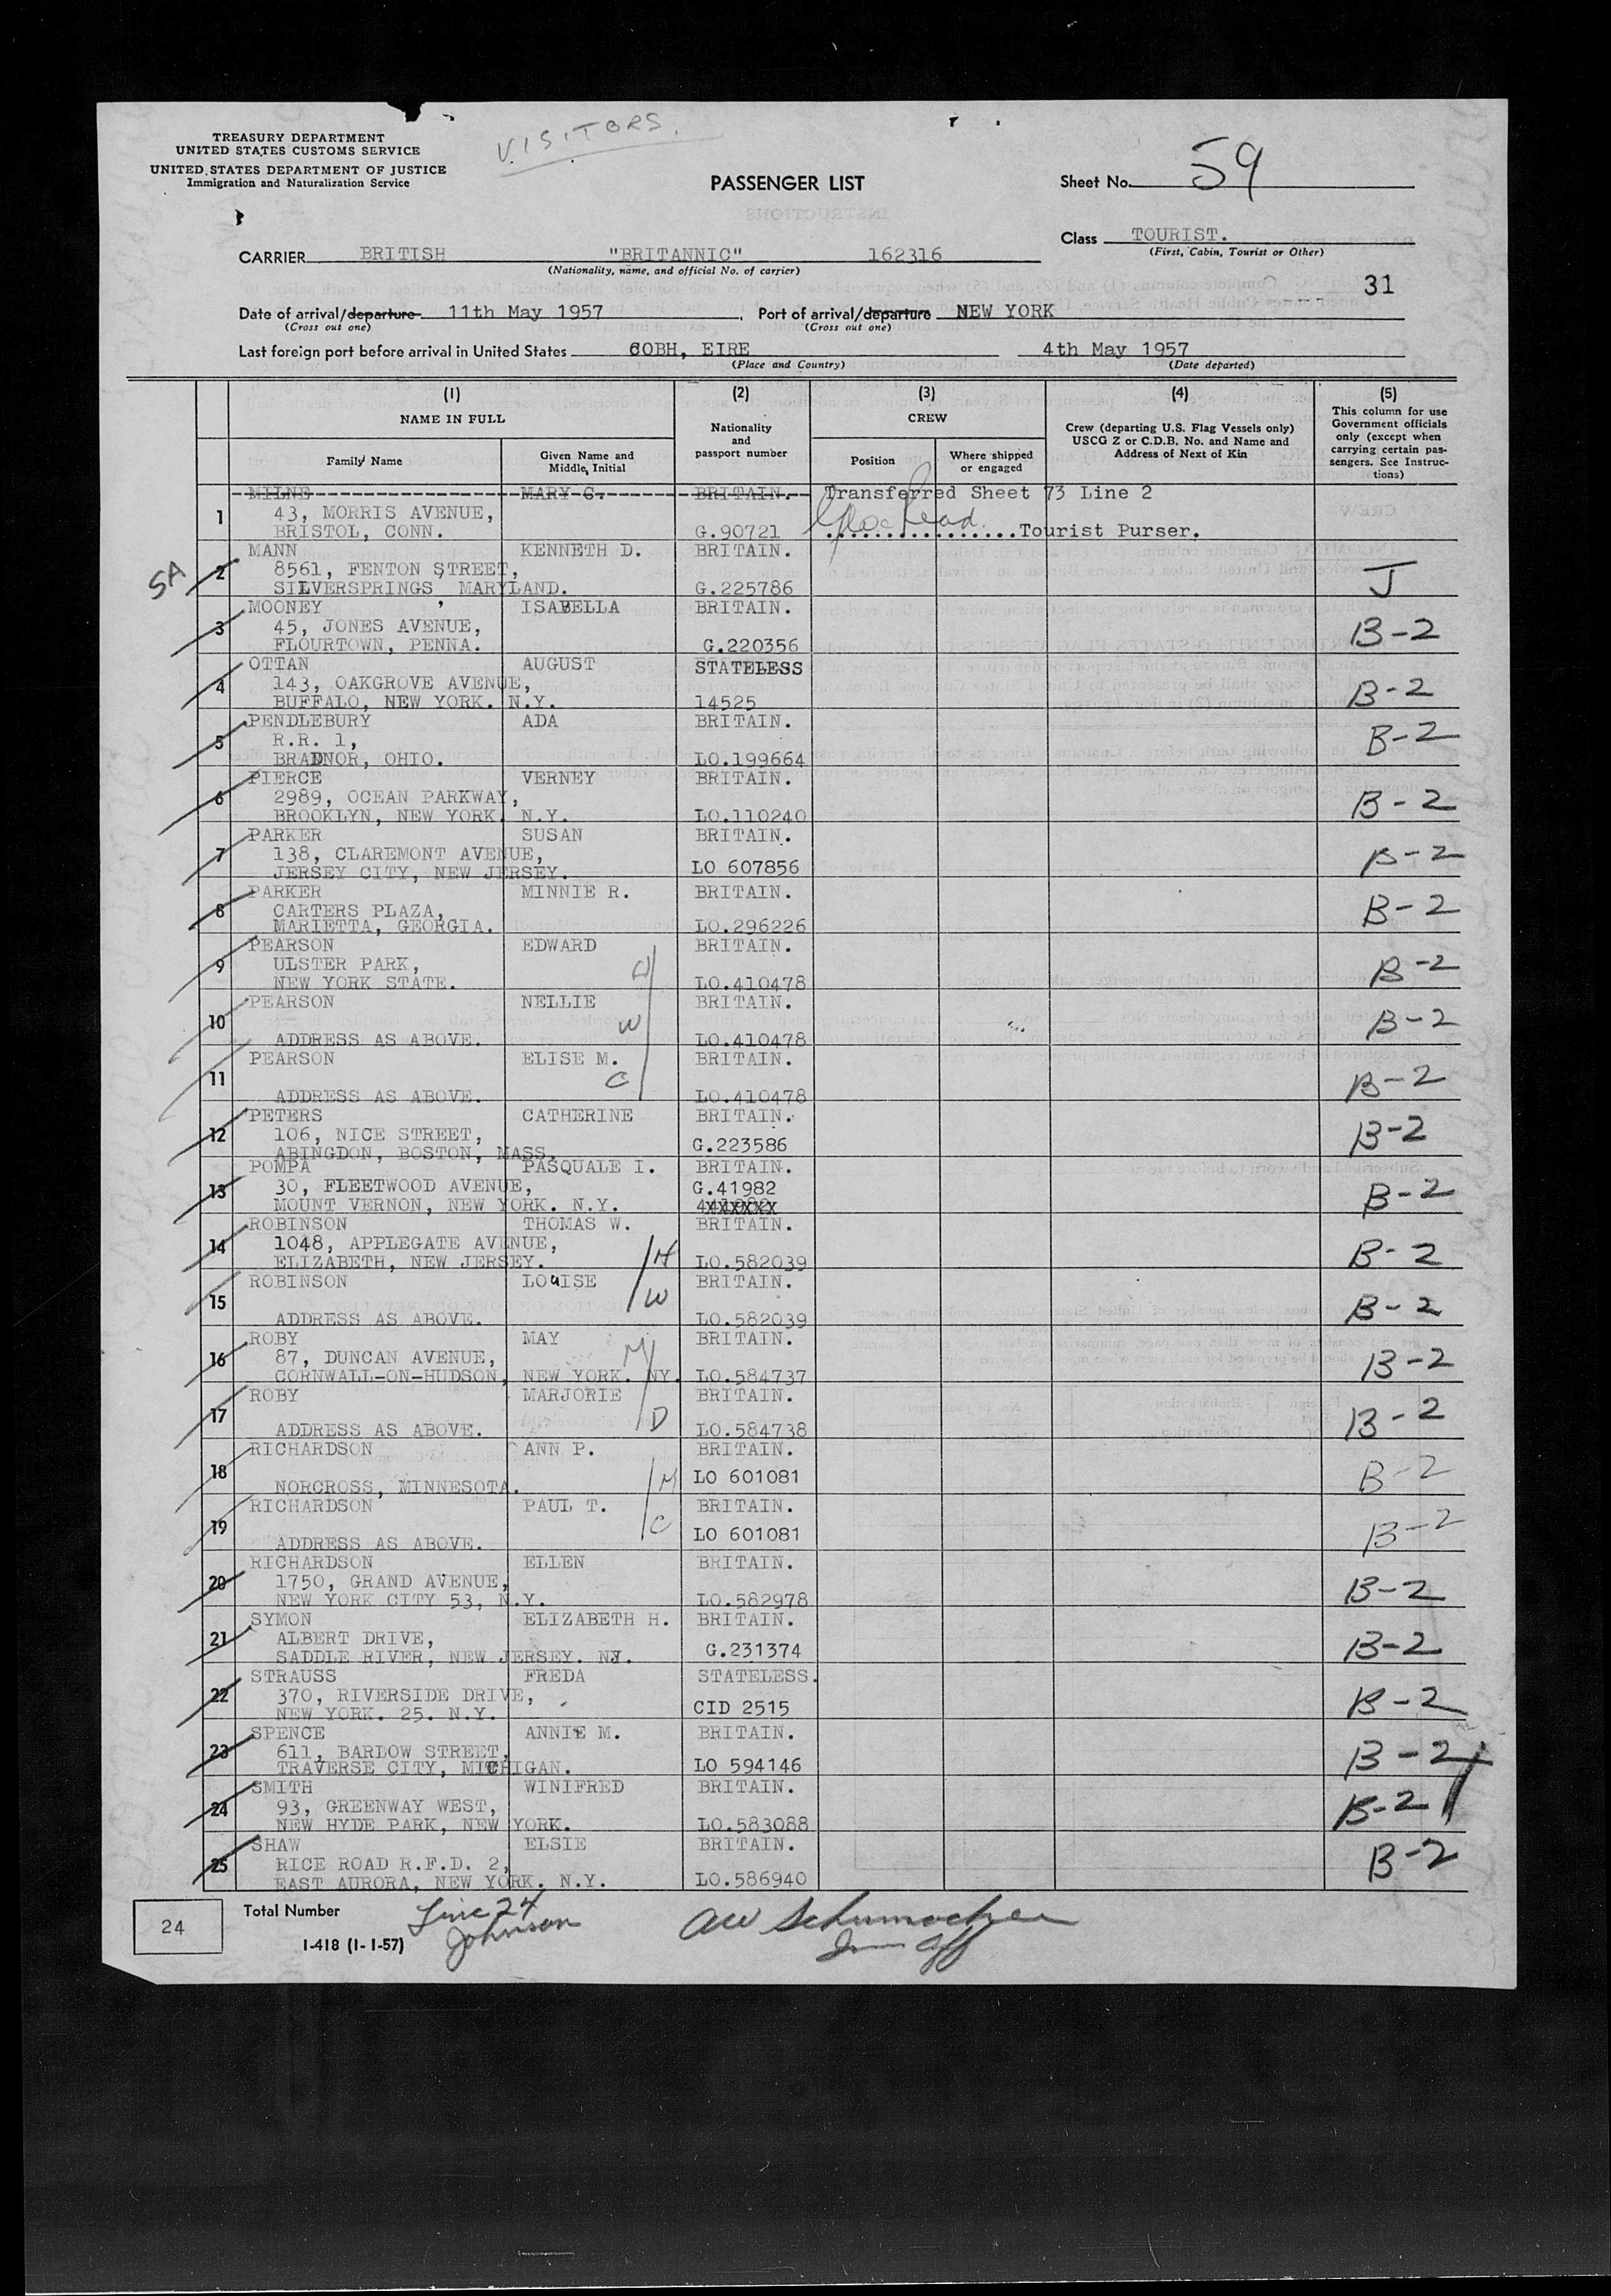 VISITORS.
TREASURY DEPARTMENT
UNITED STATES CUSTOMS SERVICE
UNITED STATES DEPARTMENT OF JUSTICE
Immigration and Naturalization Service
PASSENGER LIST
Sheet No. 59
Class TOURIST.
(First, Cabin, Tourist or Other)
CARRIER BRITISH "BRITANNIC" 162316
(Nationality, name, and official No. of carrier)
31
Date of arrival/departure 11th May 1957, Port of arrival/departure NEW YORK
(Cross out one) (Cross out one)
Last foreign port before arrival in United States COBH, EIRE 4th May 1957
(Place and Country) (Date departed)
(1) (2) (3) (4) (5)
NAME IN FULL
Nationality and passport number
CREW
Crew (departing U.S. Flag Vessels only) USCG Z or C.D.B. No. and Name and Address of Next of Kin
This column for use Government officials only (except when carrying certain passengers. See Instructions)
Family Name Given Name and Middle Initial Position Where shipped or engaged
MILNE MARY C. BRITAIN. Transferred Sheet 73 Line 2
1 43, MORRIS AVENUE,
BRISTOL, CONN. G.90721 .................Tourist Purser.
MANN KENNETH D. BRITAIN.
SA 2 8561, FENTON STREET, J
SILVERSPRINGS, MARYLAND. G.225786
MOONEY ISABELLA BRITAIN.
3 45, JONES AVENUE, B-2
FLOURTOWN, PENNA. G.220356
OTTAN AUGUST STATELESS
4 143, OAKGROVE AVENUE, B-2
BUFFALO, NEW YORK. N.Y. 14525
PENDLEBURY ADA BRITAIN.
5 R.R. 1, B-2
BRADNOR, OHIO. LO.199664
PIERCE VERNEY BRITAIN.
6 2989, OCEAN PARKWAY, B-2
BROOKLYN, NEW YORK. N.Y. LO.110240
PARKER SUSAN BRITAIN.
7 138, CLAREMONT AVENUE, LO 607856 B-2
JERSEY CITY, NEW JERSEY.
PARKER MINNIE R. BRITAIN.
8 CARTERS PLAZA, B-2
MARIETTA, GEORGIA. LO.296226
PEARSON EDWARD BRITAIN.
9 ULSTER PARK, H B-2
NEW YORK STATE. LO.410478
PEARSON NELLIE BRITAIN.
10 W B-2
ADDRESS AS ABOVE. LO.410478
PEARSON ELISE M. BRITAIN.
11 C B-2
ADDRESS AS ABOVE. LO.410478
PETERS CATHERINE BRITAIN.
12 106, NICE STREET, G.223586 B-2
ABINGDON, BOSTON, MASS.
POMPA PASQUALE I. BRITAIN.
13 30, FLEETWOOD AVENUE, G.41982 B-2
MOUNT VERNON, NEW YORK. N.Y.
ROBINSON THOMAS W. BRITAIN.
14 1048, APPLEGATE AVENUE, H B-2
ELIZABETH, NEW JERSEY. LO.582039
ROBINSON LOUISE BRITAIN.
15 W B-2
ADDRESS AS ABOVE. LO.582039
ROBY MAY BRITAIN.
16 87, DUNCAN AVENUE, M B-2
CORNWALL-ON-HUDSON, NEW YORK. NY. LO.584737
ROBY MARJORIE BRITAIN.
17 D B-2
ADDRESS AS ABOVE. LO.584738
RICHARDSON ANN P. BRITAIN.
18 M LO 601081 B-2
NORCROSS, MINNESOTA.
RICHARDSON PAUL T. BRITAIN.
19 C LO 601081 B-2
ADDRESS AS ABOVE.
RICHARDSON ELLEN BRITAIN.
20 1750, GRAND AVENUE, B-2
NEW YORK CITY 53, N.Y. LO.582978
SYMON ELIZABETH H. BRITAIN.
21 ALBERT DRIVE, G.231374 B-2
SADDLE RIVER, NEW JERSEY. NJ.
STRAUSS FREDA STATELESS.
22 370, RIVERSIDE DRIVE, CID 2515 B-2
NEW YORK. 25. N.Y.
SPENCE ANNIE M. BRITAIN.
23 611, BARLOW STREET, LO 594146 B-2
TRAVERSE CITY, MICHIGAN.
SMITH WINIFRED BRITAIN.
24 93, GREENWAY WEST, B-2
NEW HYDE PARK, NEW YORK. LO.583088
SHAW ELSIE BRITAIN.
25 RICE ROAD R.F.D. 2, B-2
EAST AURORA, NEW YORK. N.Y. LO.586940
24 Total Number Line 24 AW Schumacher
I-418 (1-1-57) Johnson Imm Off